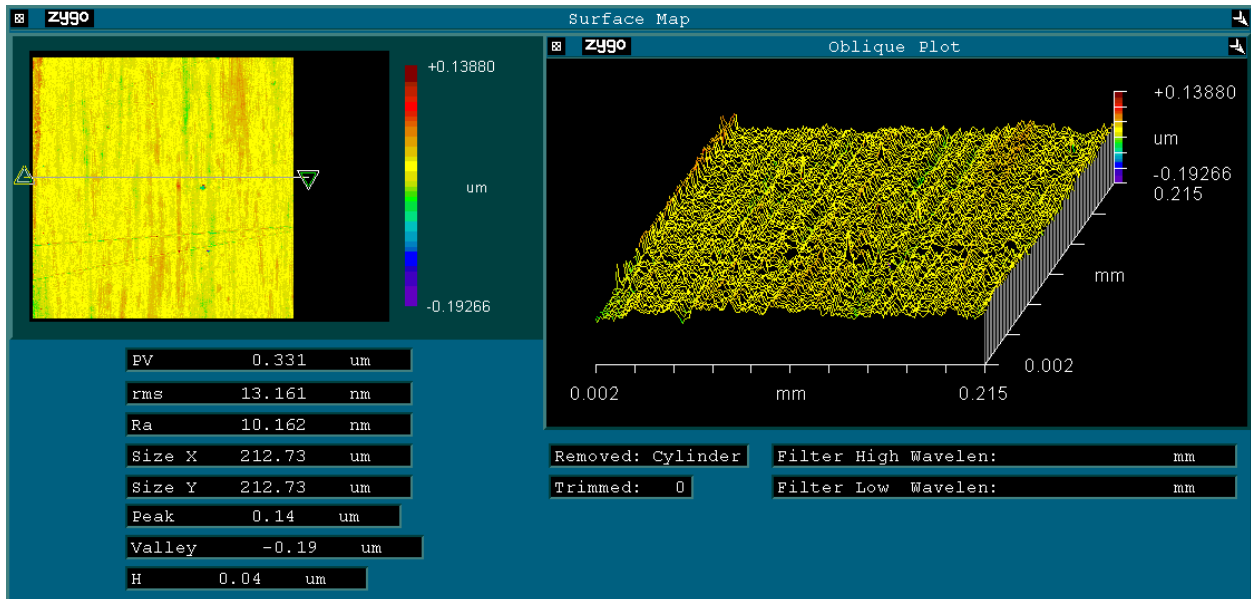 zygo Surface Map
+0.13880
um
-0.19266
zygo Oblique Plot
+0.13880
um
-0.19266
0.215
mm
0.002
0.002 mm 0.215
PV 0.331 um
rms 13.161 nm
Ra 10.162 nm
Size X 212.73 um
Size Y 212.73 um
Peak 0.14 um
Valley -0.19 um
H 0.04 um
Removed: Cylinder
Trimmed: 0
Filter High Wavelen: mm
Filter Low Wavelen: mm